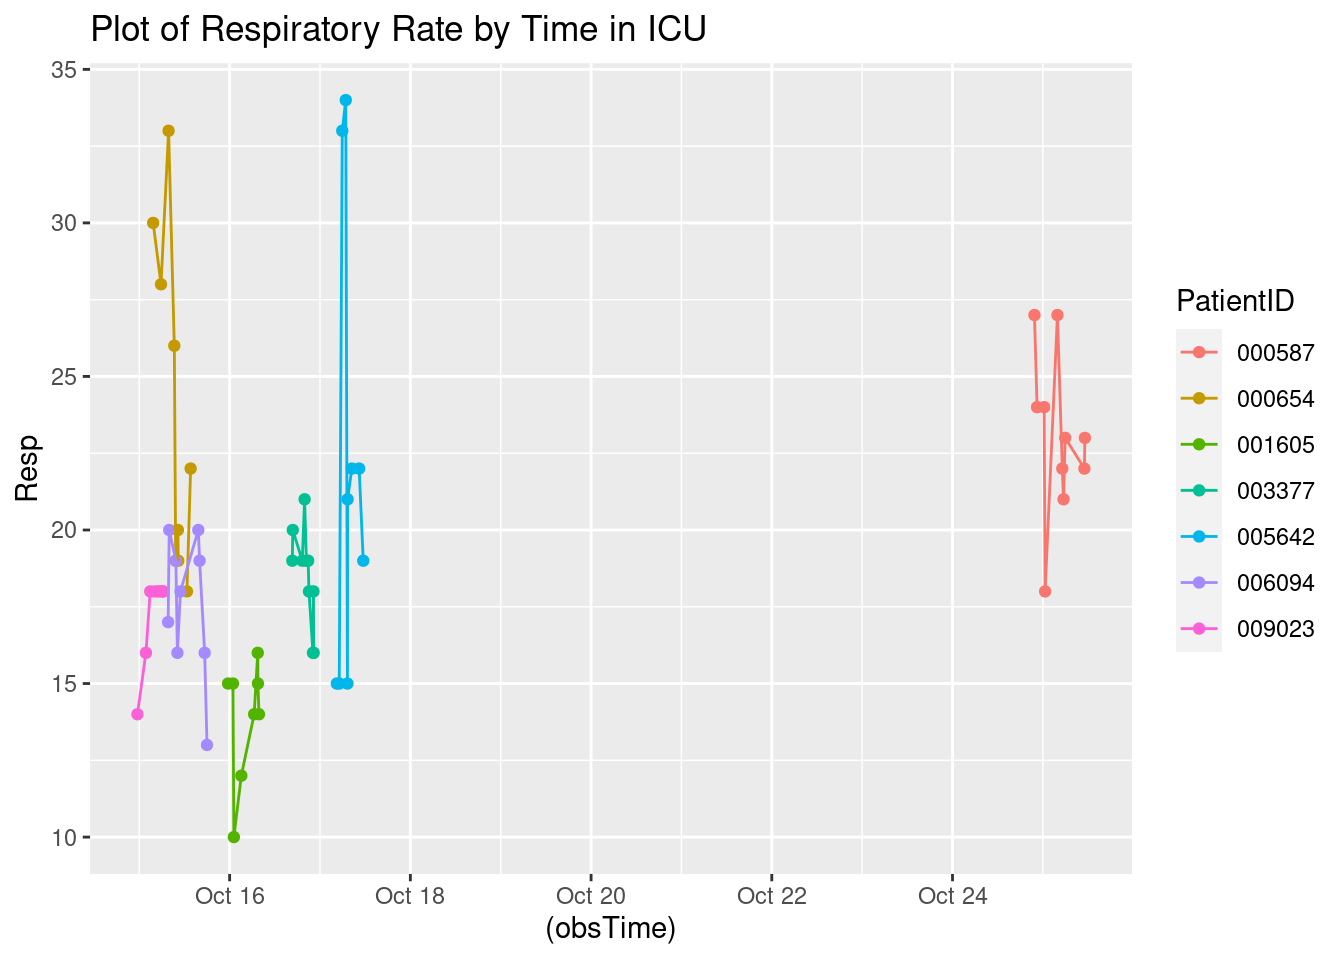 Plot of Respiratory Rate by Time in ICU
35
30
25
20
15
10
Resp
Oct 16
Oct 18
Oct 20
Oct 22
Oct 24
(obsTime)
PatientID
000587
000654
001605
003377
005642
006094
009023